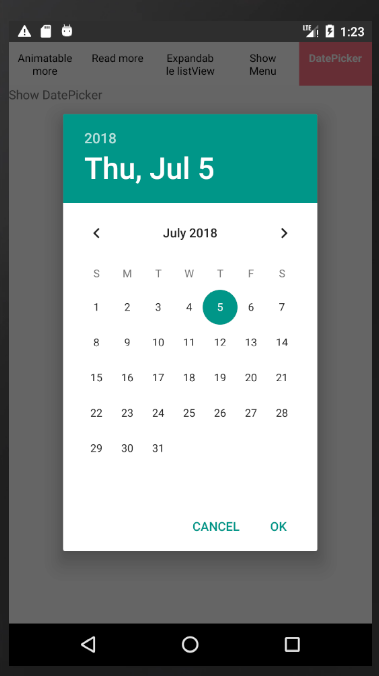 LTE 1:23
Animatable more
Read more
Expandab
le listView
Show
Menu
DatePicker
Show DatePicker
2018
Thu, Jul 5
July 2018
S M T W T F S
1 2 3 4 5 6 7
8 9 10 11 12 13 14
15 16 17 18 19 20 21
22 23 24 25 26 27 28
29 30 31
CANCEL OK